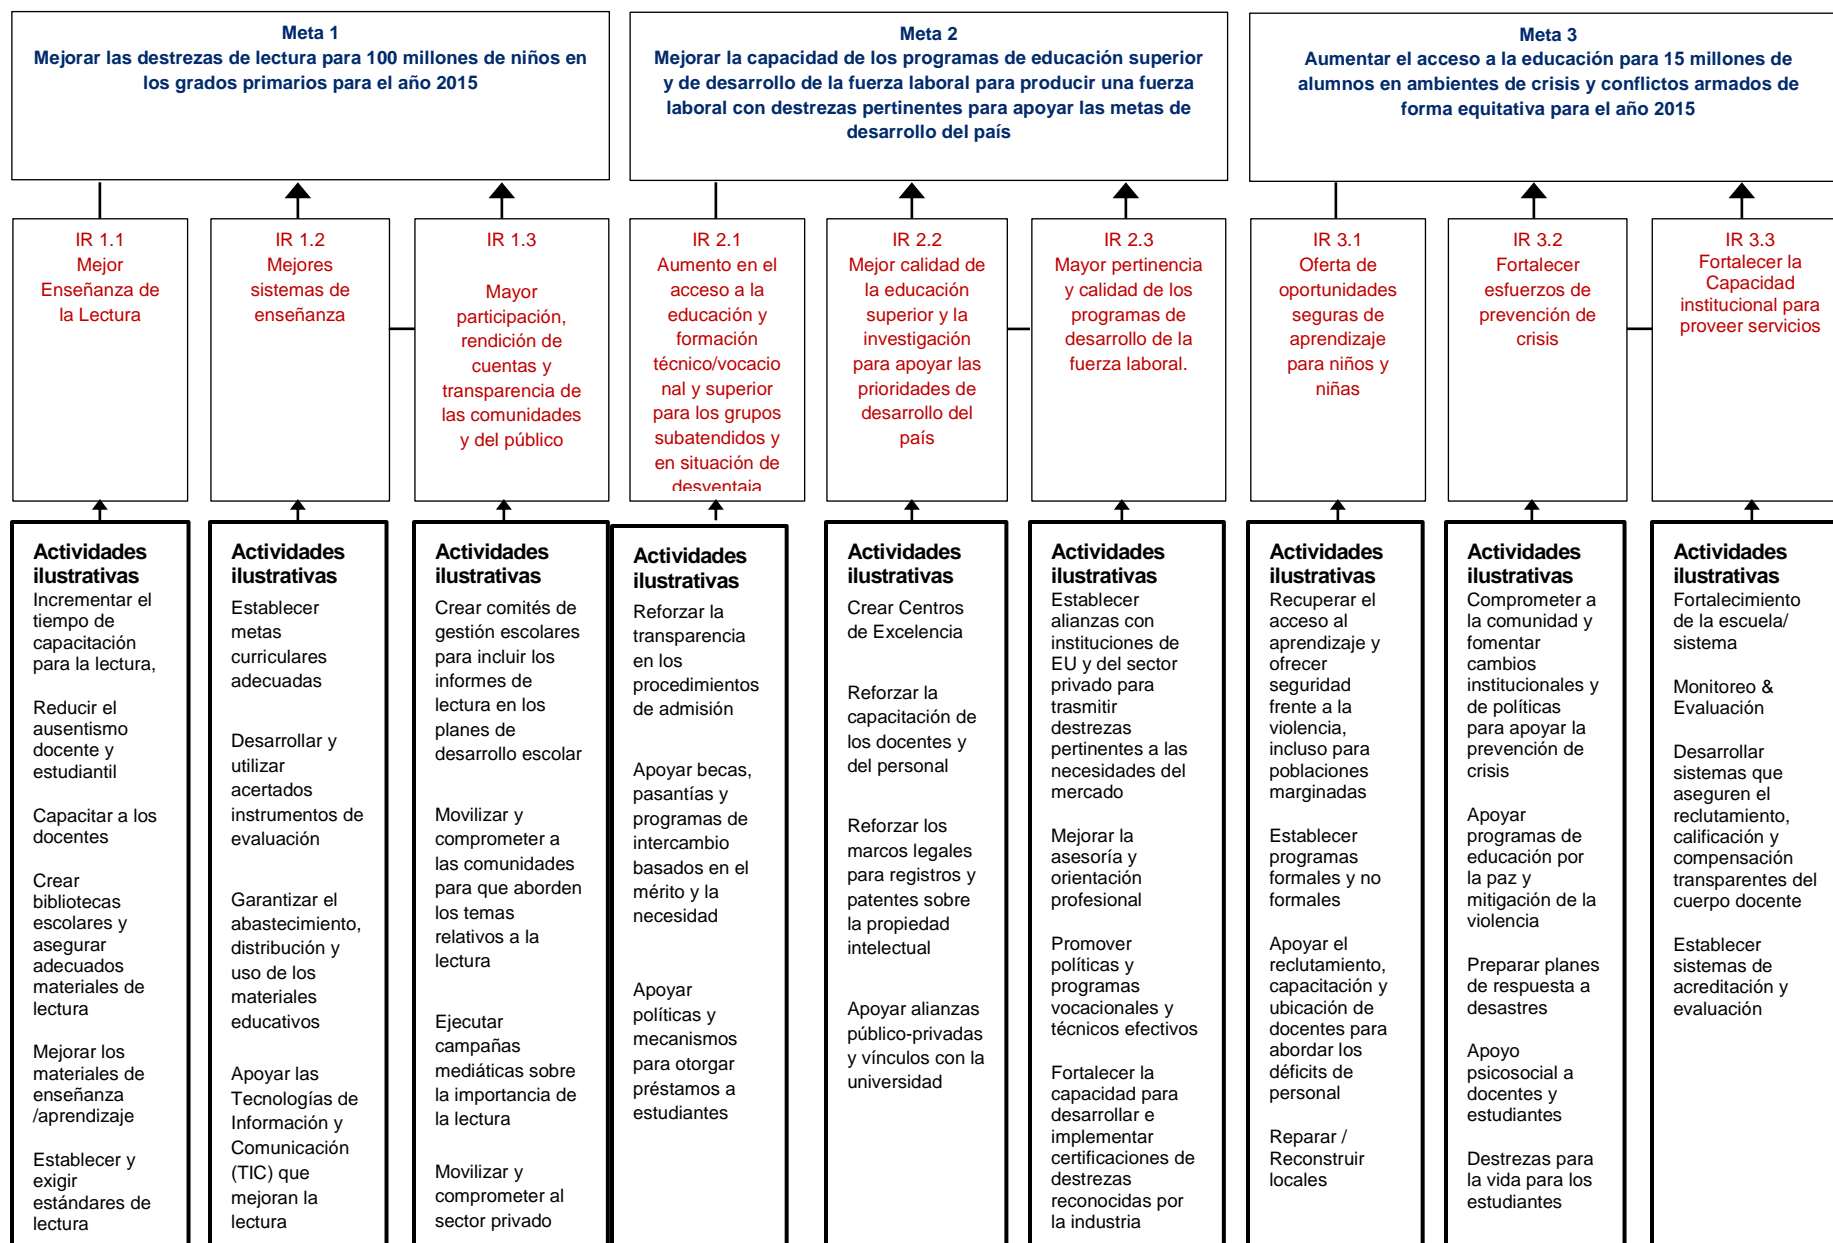 Meta 1
Mejorar las destrezas de lectura para 100 millones de niños en
los grados primarios para el año 2015
Meta 2
Mejorar la capacidad de los programas de educación superior
y de desarrollo de la fuerza laboral para producir una fuerza
laboral con destrezas pertinentes para apoyar las metas de
desarrollo del país
Meta 3
Aumentar el acceso a la educación para 15 millones de
alumnos en ambientes de crisis y conflictos armados de
forma equitativa para el año 2015
IR 1.1
Mejor
Enseñanza de
la Lectura
IR 1.2
Mejores
sistemas de
enseñanza
IR 1.3
Mayor
participación,
rendición de
cuentas y
transparencia de
las comunidades
y del público
IR 2.1
Aumento en el
acceso a la
educación y
formación
técnico/vocacio
nal y superior
para los grupos
subatendidos y
en situación de
desventaja
IR 2.2
Mejor calidad de
la educación
superior y la
investigación
para apoyar las
prioridades de
desarrollo del
país
IR 2.3
Mayor pertinencia
y calidad de los
programas de
desarrollo de la
fuerza laboral.
IR 3.1
Oferta de
oportunidades
seguras de
aprendizaje
para niños y
niñas
IR 3.2
Fortalecer
esfuerzos de
prevención de
crisis
IR 3.3
Fortalecer la
Capacidad
institucional para
proveer servicios
Actividades
ilustrativas
Incrementar el
tiempo de
capacitación
para la lectura,
Reducir el
ausentismo
docente y
estudiantil
Capacitar a los
docentes
Crear
bibliotecas
escolares y
asegurar
adecuados
materiales de
lectura
Mejorar los
materiales de
enseñanza
/aprendizaje
Establecer y
exigir
estándares de
lectura
Actividades
ilustrativas
Establecer
metas
curriculares
adecuadas
Desarrollar y
utilizar
acertados
instrumentos de
evaluación
Garantizar el
abastecimiento,
distribución y
uso de los
materiales
educativos
Apoyar las
Tecnologías de
Información y
Comunicación
(TIC) que
mejoran la
lectura
Actividades
ilustrativas
Crear comités de
gestión escolares
para incluir los
informes de
lectura en los
planes de
desarrollo escolar
Movilizar y
comprometer a
las comunidades
para que aborden
los temas
relativos a la
lectura
Ejecutar
campañas
mediáticas sobre
la importancia de
la lectura
Movilizar y
comprometer al
sector privado
Actividades
ilustrativas
Reforzar la
transparencia
en los
procedimientos
de admisión
Apoyar becas,
pasantías y
programas de
intercambio
basados en el
mérito y la
necesidad
Apoyar
políticas y
mecanismos
para otorgar
préstamos a
estudiantes
Actividades
ilustrativas
Crear Centros
de Excelencia
Reforzar la
capacitación de
los docentes y
del personal
Reforzar los
marcos legales
para registros y
patentes sobre
la propiedad
intelectual
Apoyar alianzas
público-privadas
y vínculos con la
universidad
Actividades
ilustrativas
Establecer
alianzas con
instituciones de
EU y del sector
privado para
trasmitir
destrezas
pertinentes a las
necesidades del
mercado
Mejorar la
asesoría y
orientación
profesional
Promover
políticas y
programas
vocacionales y
técnicos efectivos
Fortalecer la
capacidad para
desarrollar e
implementar
certificaciones de
destrezas
reconocidas por
la industria
Actividades
ilustrativas
Recuperar el
acceso al
aprendizaje y
ofrecer
seguridad
frente a la
violencia,
incluso para
poblaciones
marginadas
Establecer
programas
formales y no
formales
Apoyar el
reclutamiento,
capacitación y
ubicación de
docentes para
abordar los
déficits de
personal
Reparar /
Reconstruir
locales
Actividades
ilustrativas
Comprometer a
la comunidad y
fomentar
cambios
institucionales y
de políticas
para apoyar la
prevención de
crisis
Apoyar
programas de
educación por
la paz y
mitigación de la
violencia
Preparar planes
de respuesta a
desastres
Apoyo
psicosocial a
docentes y
estudiantes
Destrezas para
la vida para los
estudiantes
Actividades
ilustrativas
Fortalecimiento
de la escuela/
sistema
Monitoreo &
Evaluación
Desarrollar
sistemas que
aseguren el
reclutamiento,
calificación y
compensación
transparentes del
cuerpo docente
Establecer
sistemas de
acreditación y
evaluación